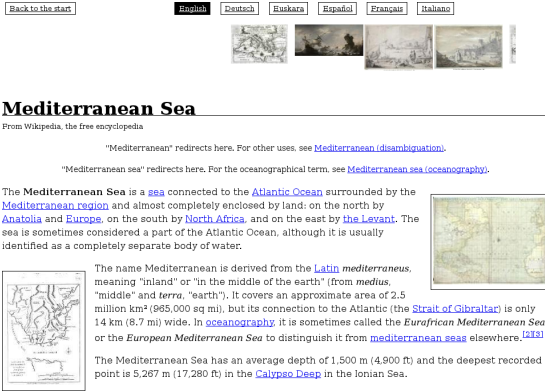 Back to the start
English
Deutsch
Euskara
Español
Français
Italiano
Mediterranean Sea
From Wikipedia, the free encyclopedia
"Mediterranean" redirects here. For other uses, see Mediterranean (disambiguation).
"Mediterranean sea" redirects here. For the oceanographical term, see Mediterranean sea (oceanography).
The Mediterranean Sea is a sea connected to the Atlantic Ocean surrounded by the
Mediterranean region and almost completely enclosed by land: on the north by
Anatolia and Europe, on the south by North Africa, and on the east by the Levant. The
sea is sometimes considered a part of the Atlantic Ocean, although it is usually
identified as a completely separate body of water.
The name Mediterranean is derived from the Latin mediterraneus,
meaning "inland" or "in the middle of the earth" (from medius,
"middle" and terra, "earth"). It covers an approximate area of 2.5
million km² (965,000 sq mi), but its connection to the Atlantic (the Strait of Gibraltar) is only
14 km (8.7 mi) wide. In oceanography, it is sometimes called the Eurafrican Mediterranean Sea
or the European Mediterranean Sea to distinguish it from mediterranean seas elsewhere.[2][3]
The Mediterranean Sea has an average depth of 1,500 m (4,900 ft) and the deepest recorded
point is 5,267 m (17,280 ft) in the Calypso Deep in the Ionian Sea.